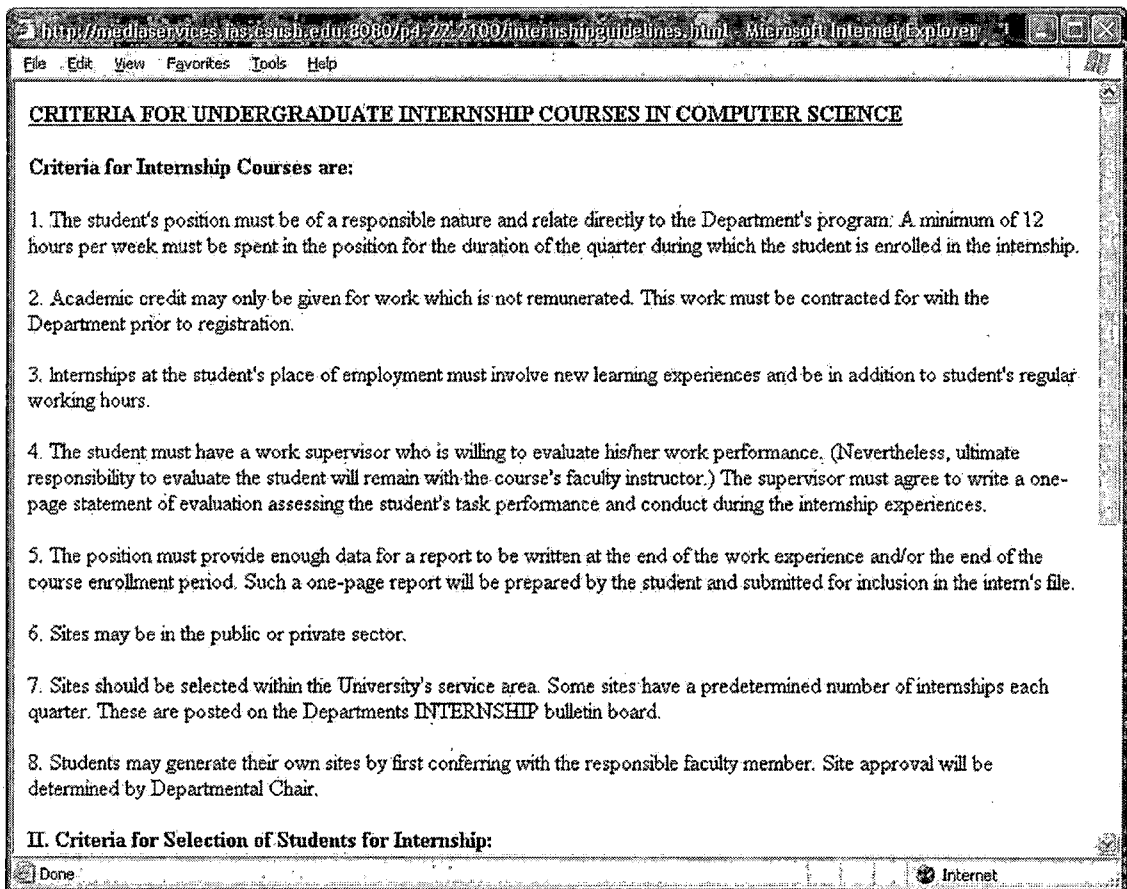 http://mediaservices.ias.csusb.edu:8080/p4-22-2100/internshipguidelines.html - Microsoft Internet Explorer
File Edit View Favorites Tools Help
CRITERIA FOR UNDERGRADUATE INTERNSHIP COURSES IN COMPUTER SCIENCE
Criteria for Internship Courses are:
1. The student's position must be of a responsible nature and relate directly to the Department's program. A minimum of 12
hours per week must be spent in the position for the duration of the quarter during which the student is enrolled in the internship.
2. Academic credit may only be given for work which is not remunerated. This work must be contracted for with the
Department prior to registration.
3. Internships at the student's place of employment must involve new learning experiences and be in addition to student's regular
working hours.
4. The student must have a work supervisor who is willing to evaluate his/her work performance. (Nevertheless, ultimate
responsibility to evaluate the student will remain with the course's faculty instructor.) The supervisor must agree to write a one-
page statement of evaluation assessing the student's task performance and conduct during the internship experiences.
5. The position must provide enough data for a report to be written at the end of the work experience and/or the end of the
course enrollment period. Such a one-page report will be prepared by the student and submitted for inclusion in the intern's file.
6. Sites may be in the public or private sector.
7. Sites should be selected within the University's service area. Some sites have a predetermined number of internships each
quarter. These are posted on the Departments INTERNSHIP bulletin board.
8. Students may generate their own sites by first conferring with the responsible faculty member. Site approval will be
determined by Departmental Chair.
II. Criteria for Selection of Students for Internship:
Done Internet